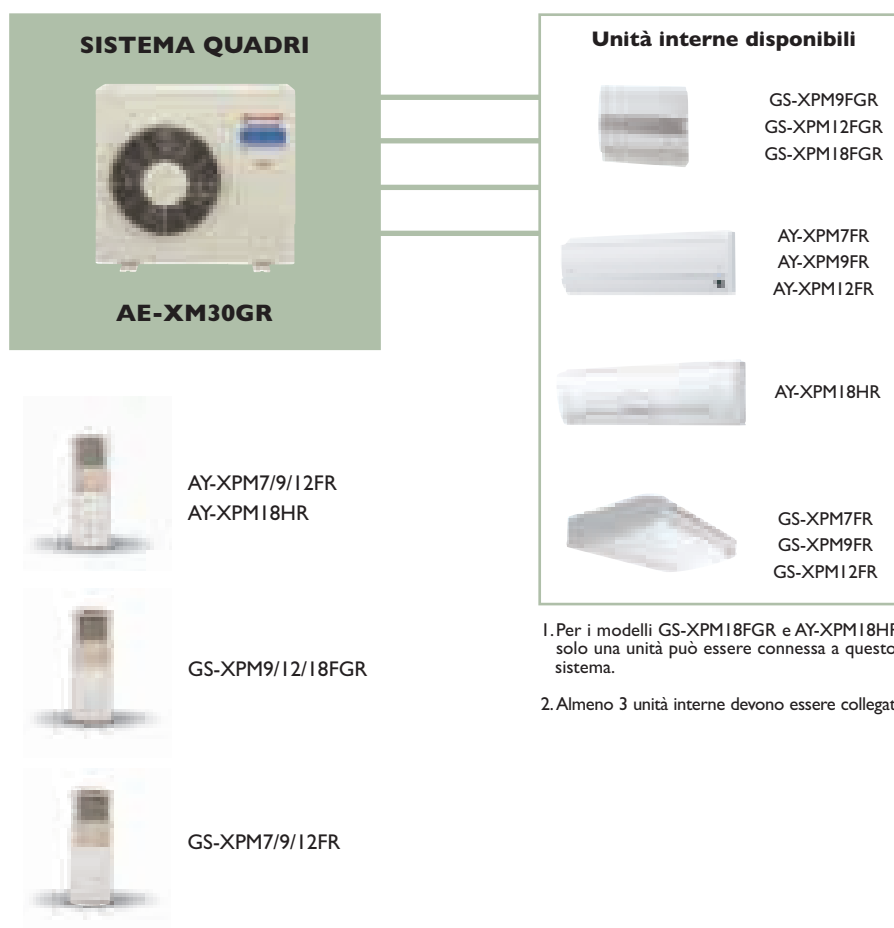 SISTEMA QUADRI
AE-XM30GR
Unità interne disponibili
GS-XPM9FGR
GS-XPM12FGR
GS-XPM18FGR
AY-XPM7FR
AY-XPM9FR
AY-XPM12FR
AY-XPM18HR
GS-XPM7FR
GS-XPM9FR
GS-XPM12FR
1. Per i modelli GS-XPM18FGR e AY-XPM18HR
solo una unità può essere connessa a questo
sistema.
2. Almeno 3 unità interne devono essere collegat
AY-XPM7/9/12FR
AY-XPM18HR
GS-XPM9/12/18FGR
GS-XPM7/9/12FR